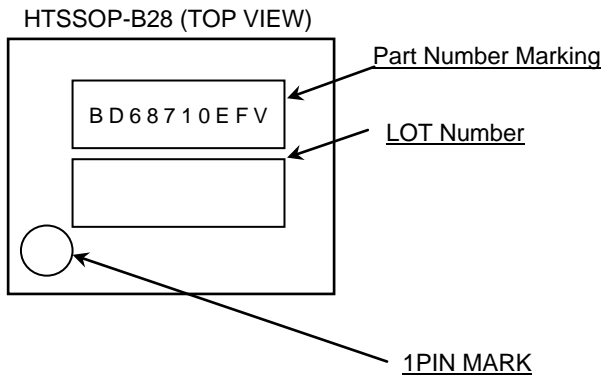 HTSSOP-B28 (TOP VIEW)
Part Number Marking
BD68710EFV
LOT Number
1PIN MARK